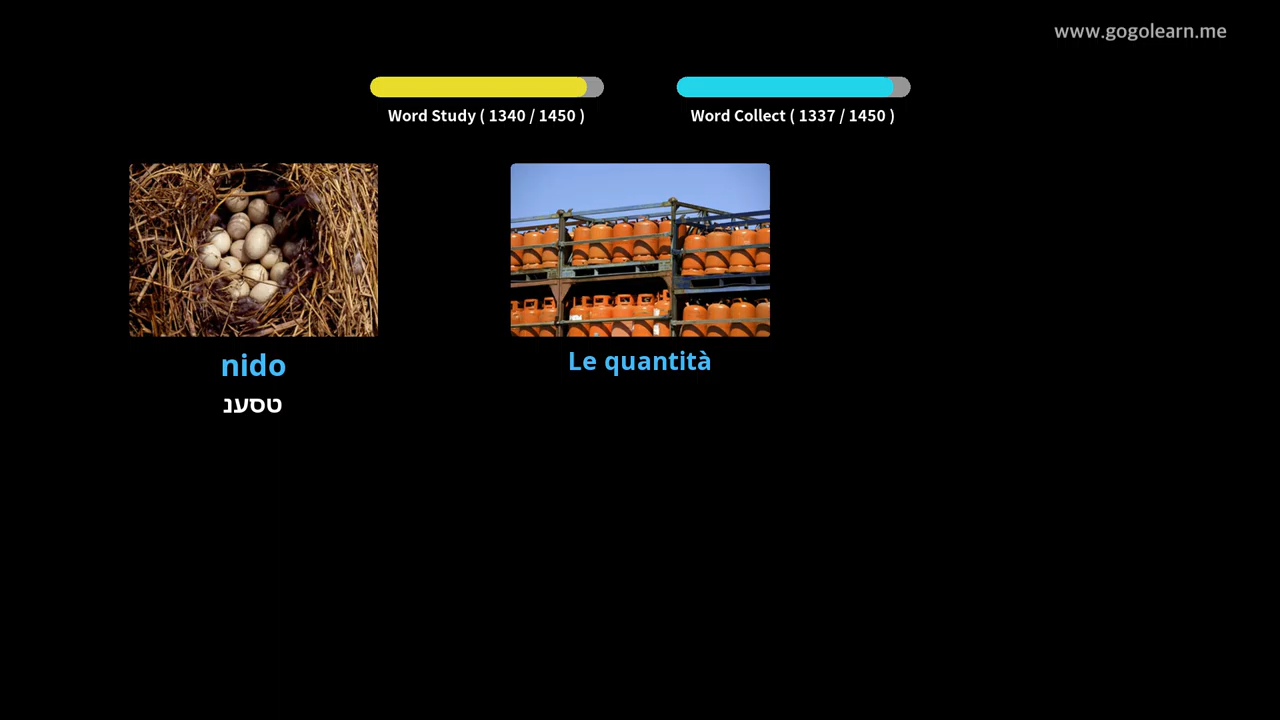 www.gogolearn.me
Word Study ( 1340 / 1450 )
Word Collect ( 1337 / 1450 )
nido
טסענ
Le quantità